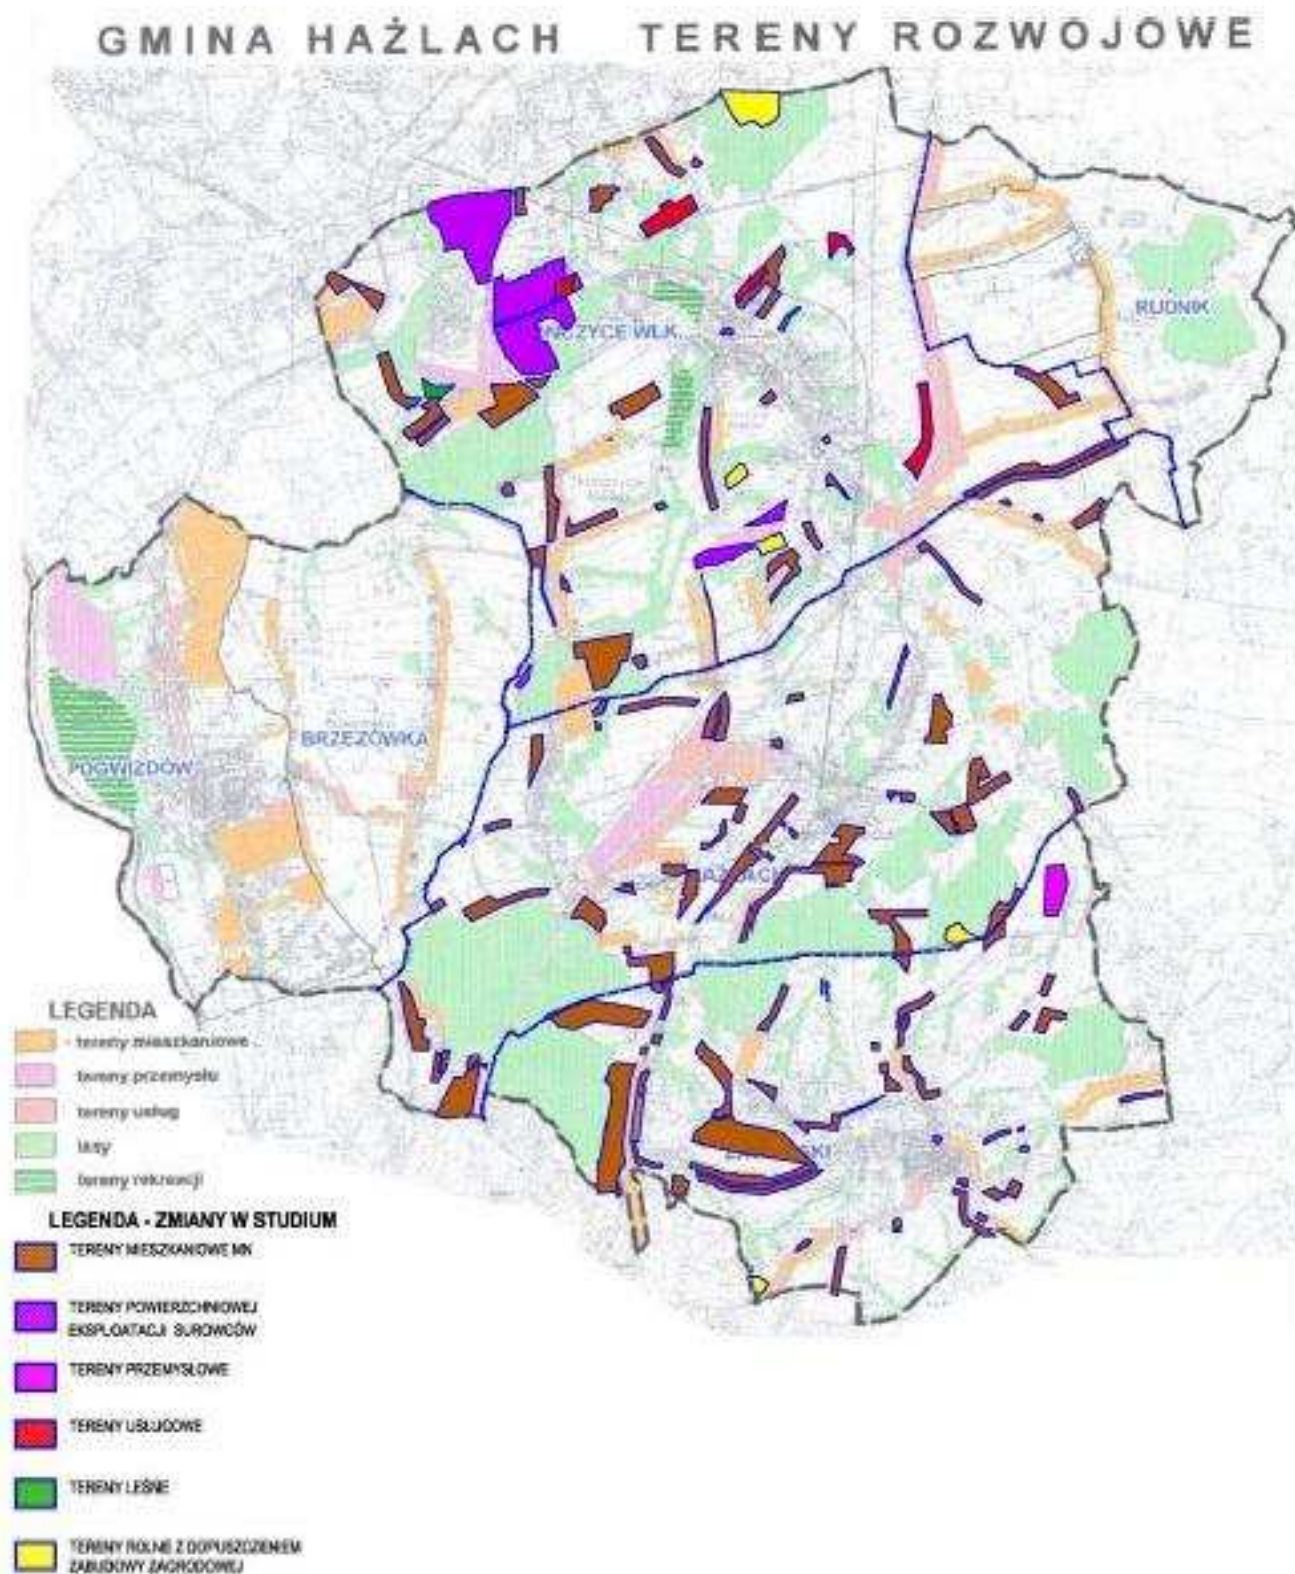 GMINA HAŻLACH TERENY ROZWOJOWE
RUDNIK
KOŃCZYCE WLK.
BRZEZÓWKA
POGWIZDÓW
LEGENDA
- tereny mieszkaniowe
tereny przemysłu
tereny usług
lasy
tereny rekreacji
LEGENDA - ZMIANY W STUDIUM
TERENY MIESZKANIOWE MN
TERENY POWIERZCHNIOWEJ
EKSPLOATACJI SUROWCÓW
TERENY PRZEMYSŁOWE
TERENY USŁUGOWE
TERENY LEŚNE
TERENY ROLNE Z DOPUSZCZENIEM
ZABUDOWY ZAGRODOWEJ